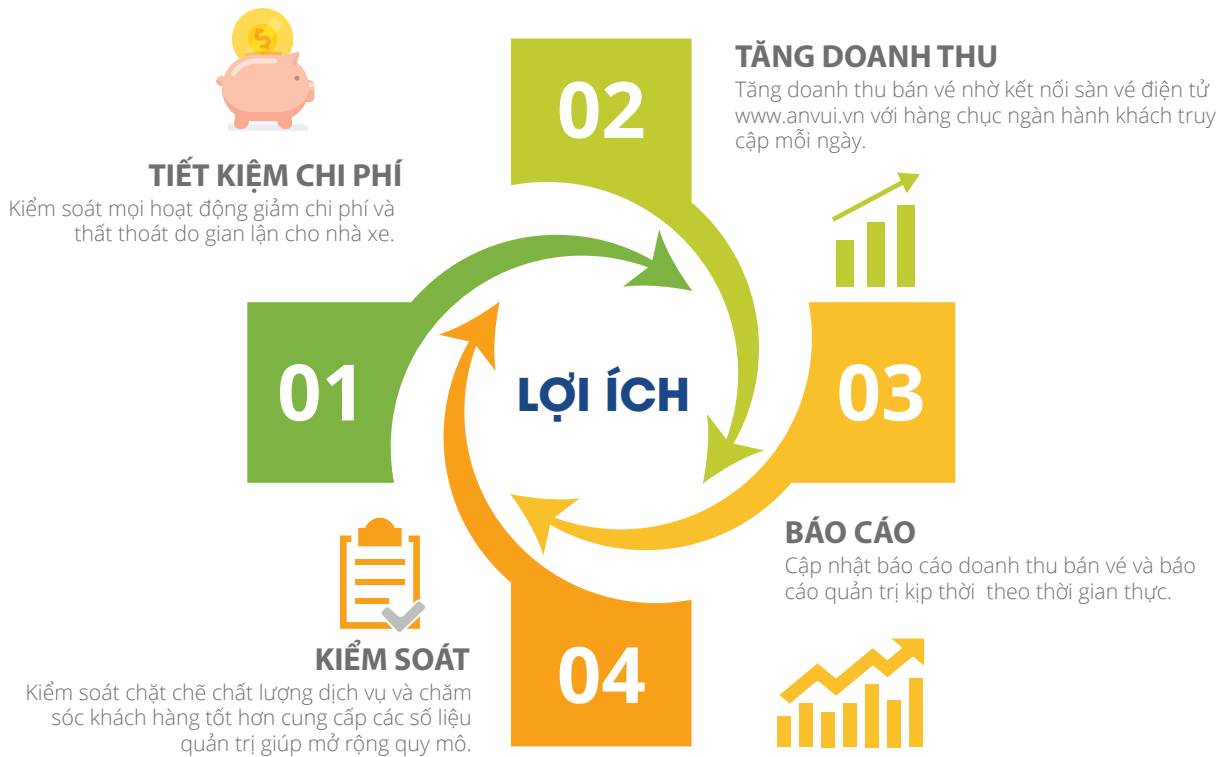 TIẾT KIỆM CHI PHÍ
Kiểm soát mọi hoạt động giảm chi phí và
thất thoát do gian lận cho nhà xe.
01
02
TĂNG DOANH THU
Tăng doanh thu bán vé nhờ kết nối sàn vé điện tử
www.anvui.vn với hàng chục ngàn hành khách truy
cập mỗi ngày.
LỢI ÍCH
03
BÁO CÁO
Cập nhật báo cáo doanh thu bán vé và báo
cáo quản trị kịp thời theo thời gian thực.
04
KIỂM SOÁT
Kiểm soát chặt chẽ chất lượng dịch vụ và chăm
sóc khách hàng tốt hơn cung cấp các số liệu
quản trị giúp mở rộng quy mô.